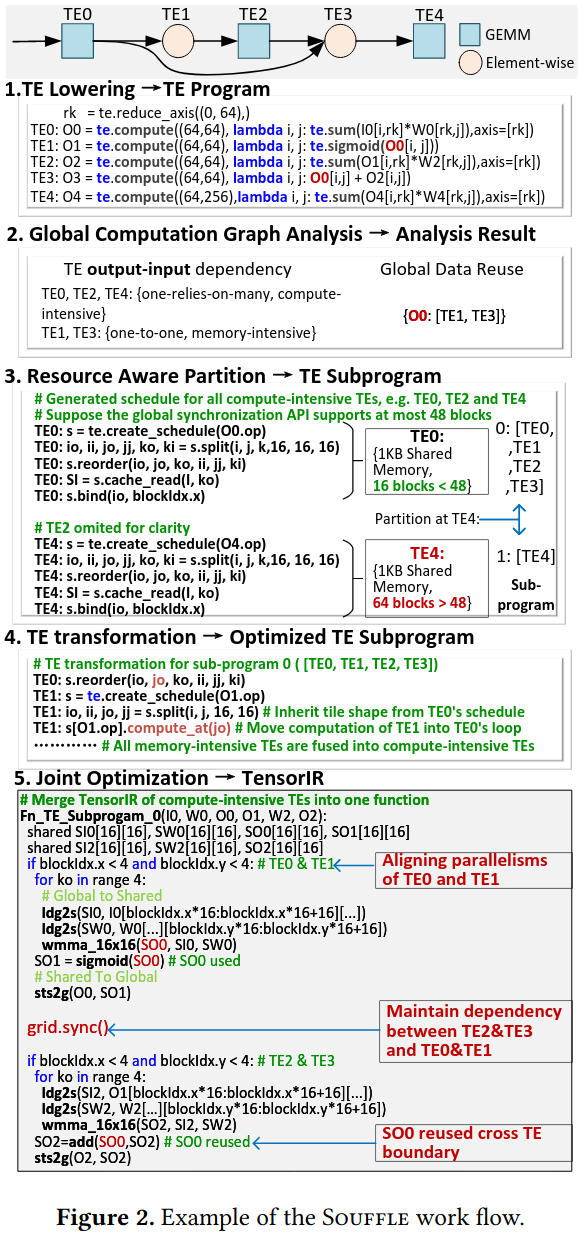 TE0 TE1 TE2 TE3 TE4
GEMM
Element-wise
1.TE Lowering → TE Program
rk = te.reduce_axis((0, 64),)
TE0: O0 = te.compute((64,64), lambda i, j: te.sum(I0[i,rk]*W0[rk,j]),axis=[rk])
TE1: O1 = te.compute((64,64), lambda i, j: te.sigmoid(O0[i, j]))
TE2: O2 = te.compute((64,64), lambda i, j: te.sum(O1[i,rk]*W2[rk,j]),axis=[rk])
TE3: O3 = te.compute((64,64), lambda i, j: O0[i,j] + O2[i,j])
TE4: O4 = te.compute((64,256),lambda i, j: te.sum(O4[i,rk]*W4[rk,j]),axis=[rk])
2. Global Computation Graph Analysis → Analysis Result
TE output-input dependency
TE0, TE2, TE4: {one-relies-on-many, compute-
intensive}
TE1, TE3: {one-to-one, memory-intensive}
Global Data Reuse
{O0: [TE1, TE3]}
3. Resource Aware Partition → TE Subprogram
# Generated schedule for all compute-intensive TEs, e.g. TE0, TE2 and TE4
# Suppose the global synchronization API supports at most 48 blocks
TE0: s = te.create_schedule(O0.op)
TE0: io, ii, jo, jj, ko, ki = s.split(i, j, k,16, 16, 16)
TE0: s.reorder(io, jo, ko, ii, jj, ki)
TE0: SI = s.cache_read(I, ko)
TE0: s.bind(io, blockIdx.x)
TE0:
{1KB Shared
Memory,
16 blocks < 48}
0: [TE0,
,TE1
,TE2
,TE3]
Partition at TE4:
# TE2 omited for clarity
TE4: s = te.create_schedule(O4.op)
TE4: io, ii, jo, jj, ko, ki = s.split(i, j, k,16, 16, 16)
TE4: s.reorder(io, jo, ko, ii, jj, ki)
TE4: SI = s.cache_read(I, ko)
TE4: s.bind(io, blockIdx.x)
TE4:
{1KB Shared
Memory,
64 blocks > 48}
1: [TE4]
Sub-
program
4. TE transformation → Optimized TE Subprogram
# TE transformation for sub-program 0 ( [TE0, TE1, TE2, TE3])
TE0: s.reorder(io, jo, ko, ii, jj, ki)
TE1: s = te.create_schedule(O1.op)
TE1: io, ii, jo, jj = s.split(i, j, 16, 16) # Inherit tile shape from TE0's schedule
TE1: s[O1.op].compute_at(jo) # Move computation of TE1 into TE0's loop
………… # All memory-intensive TEs are fused into compute-intensive TEs
5. Joint Optimization → TensorIR
# Merge TensorIR of compute-intensive TEs into one function
Fn_TE_Subprogam_0(I0, W0, O0, O1, W2, O2):
shared SI0[16][16], SW0[16][16], SO0[16][16], SO1[16][16]
shared SI2[16][16], SW2[16][16], SO2[16][16]
if blockIdx.x < 4 and blockIdx.y < 4: # TE0 & TE1
Aligning parallelisms
of TE0 and TE1
for ko in range 4:
# Global to Shared
ldg2s(SI0, I0[blockIdx.x*16:blockIdx.x*16+16][...])
ldg2s(SW0, W0[...][blockIdx.y*16:blockIdx.y*16+16])
wmma_16x16(SO0, SI0, SW0)
SO1 = sigmoid(SO0) # SO0 used
# Shared To Global
sts2g(O0, SO1)
grid.sync()
Maintain dependency
between TE2&TE3
and TE0&TE1
if blockIdx.x < 4 and blockIdx.y < 4: # TE2 & TE3
for ko in range 4:
ldg2s(SI2, O1[blockIdx.x*16:blockIdx.x*16+16][...])
ldg2s(SW2, W2[...][blockIdx.y*16:blockIdx.y*16+16])
wmma_16x16(SO2, SI2, SW2)
SO2=add(SO0,SO2) # SO0 reused
sts2g(O2, SO2)
SO0 reused cross TE
boundary
Figure 2. Example of the SOUFFLE work flow.